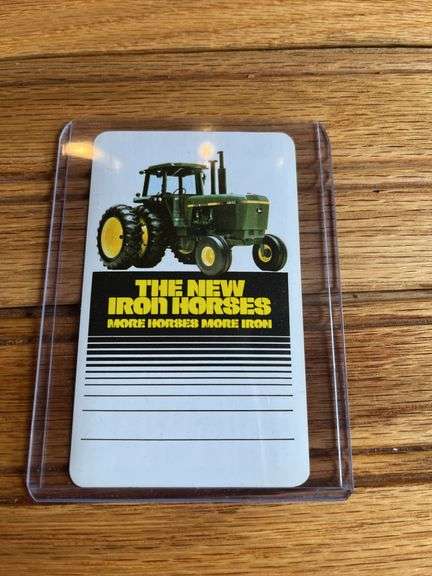 THE NEW
IRON HORSES
MORE HORSES MORE IRON